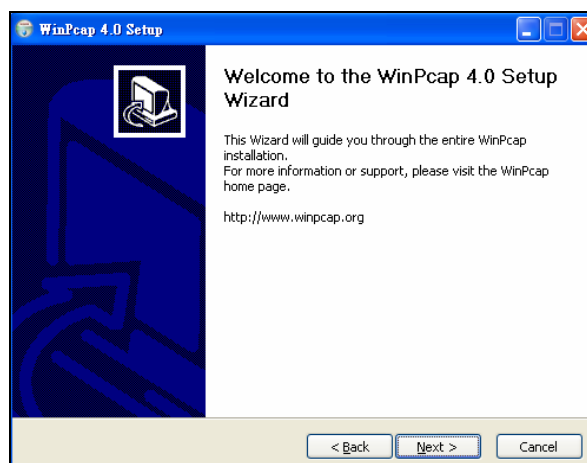 WinPcap 4.0 Setup
Welcome to the WinPcap 4.0 Setup
Wizard
This Wizard will guide you through the entire WinPcap
installation.
For more information or support, please visit the WinPcap
home page.
http://www.winpcap.org
< Back Next > Cancel